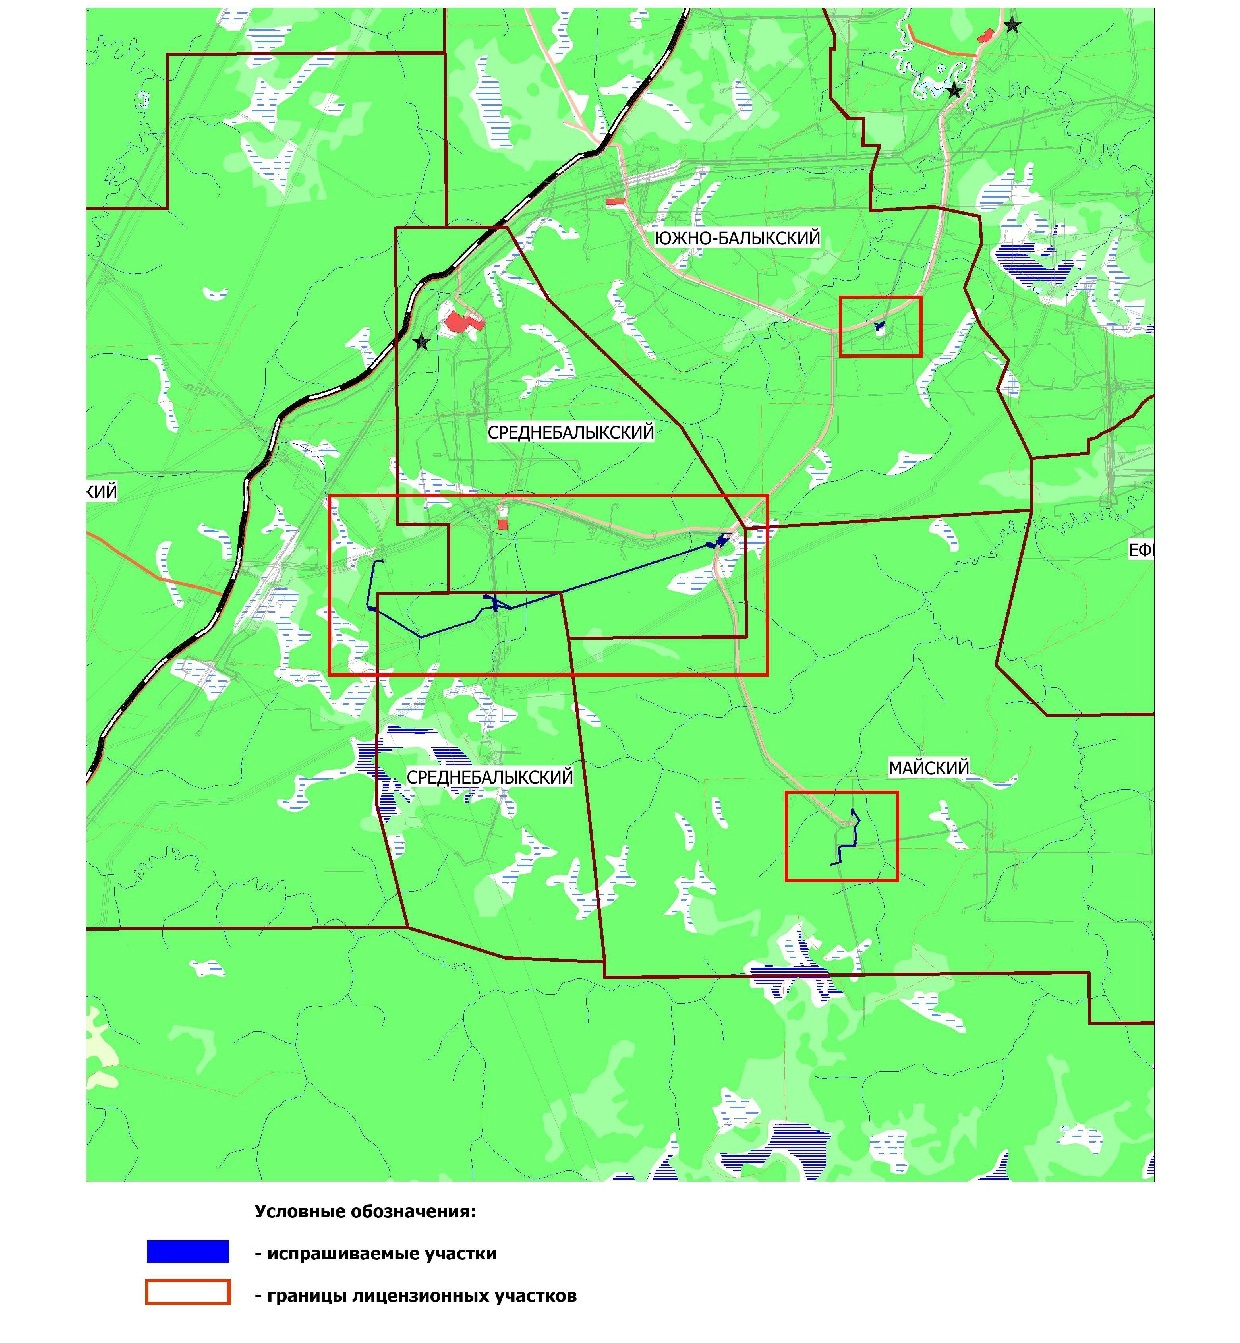 ЮЖНО-БАЛЫКСКИЙ
СРЕДНЕБАЛЫКСКИЙ
КИЙ
ЕФ
МАЙСКИЙ
СРЕДНЕБАЛЫКСКИЙ
Условные обозначения:
- испрашиваемые участки
- границы лицензионных участков